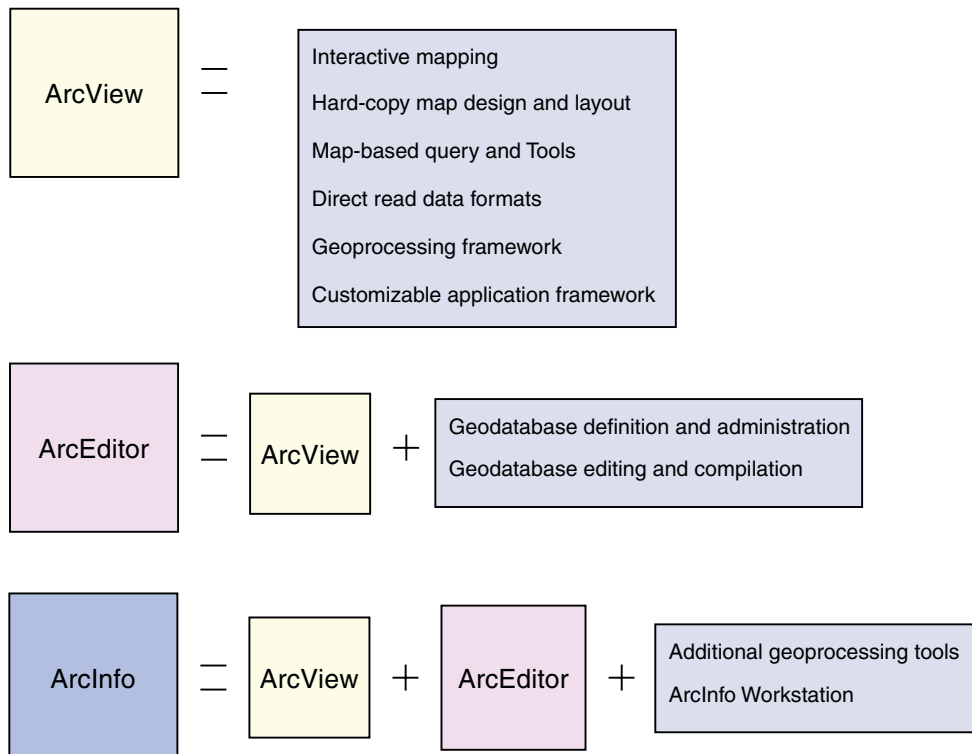 ArcView
=
Interactive mapping
Hard-copy map design and layout
Map-based query and Tools
Direct read data formats
Geoprocessing framework
Customizable application framework
ArcEditor
=
ArcView
+
Geodatabase definition and administration
Geodatabase editing and compilation
ArcInfo
=
ArcView
+
ArcEditor
+
Additional geoprocessing tools
ArcInfo Workstation